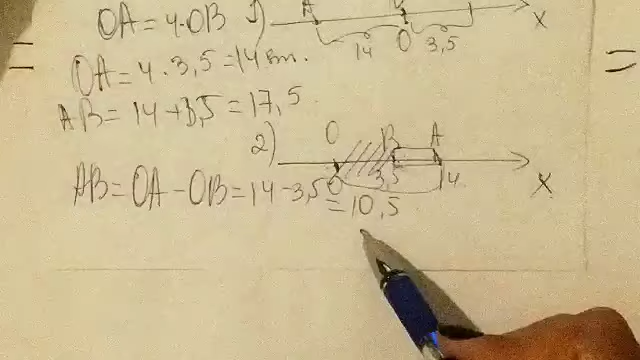 OA = 4·OB 1)
A
X
14 O 3,5
OA = 4·3,5 = 14 вт.
AB = 14 + 3,5 = 17,5
2)
O B A
3,5 14 X
AB = OA - OB = 14 - 3,5
= 10,5